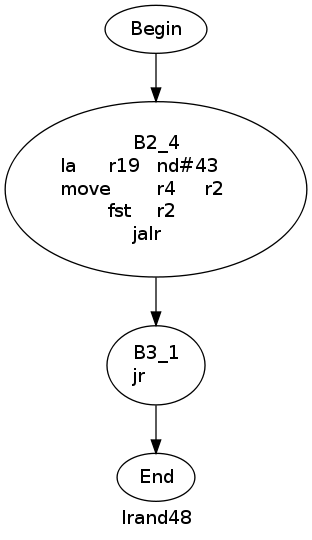 Begin
B2_4
la r19 nd#43
move r4 r2
fst r2
jalr
B3_1
jr
End
lrand48